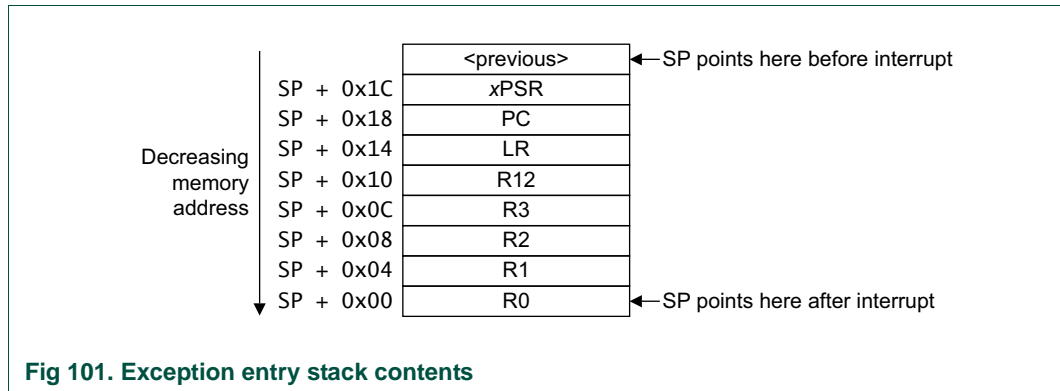 <previous> SP points here before interrupt
SP + 0x1C xPSR
SP + 0x18 PC
SP + 0x14 LR
Decreasing
memory
address
SP + 0x10 R12
SP + 0x0C R3
SP + 0x08 R2
SP + 0x04 R1
SP + 0x00 R0 SP points here after interrupt
Fig 101. Exception entry stack contents